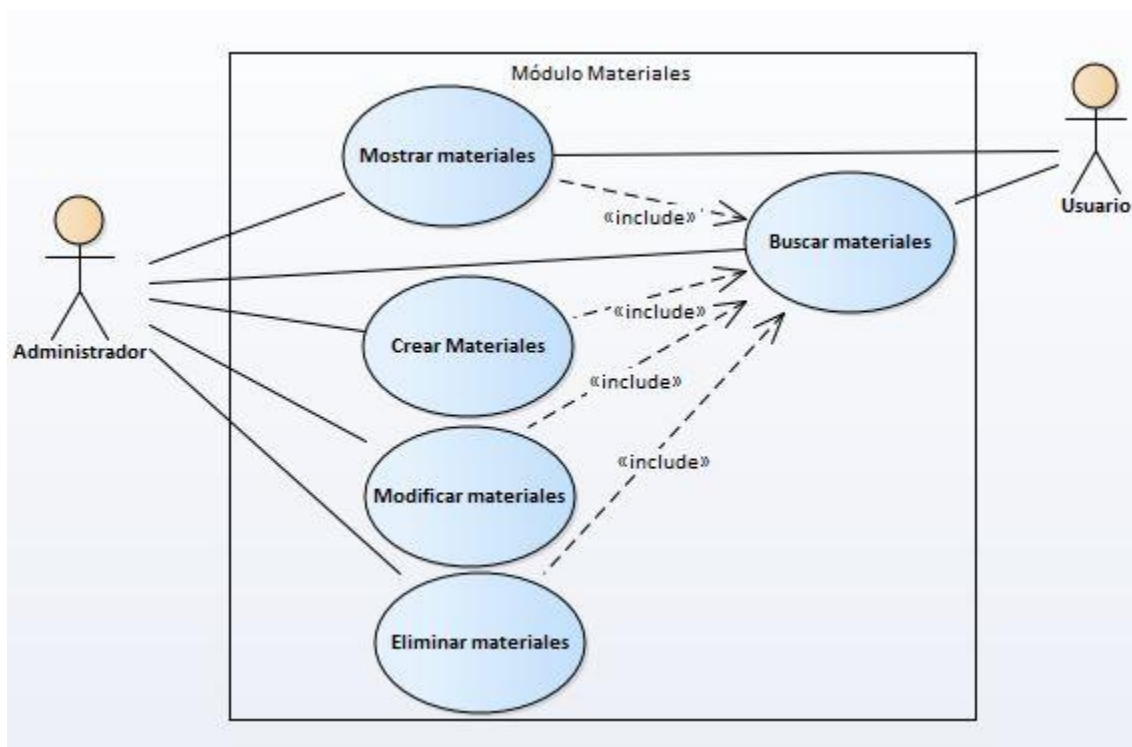 Módulo Materiales
Mostrar materiales
«include»
Usuario
Buscar materiales
«include»
Crear Materiales
Administrador
«include»
«include»
Modificar materiales
Eliminar materiales